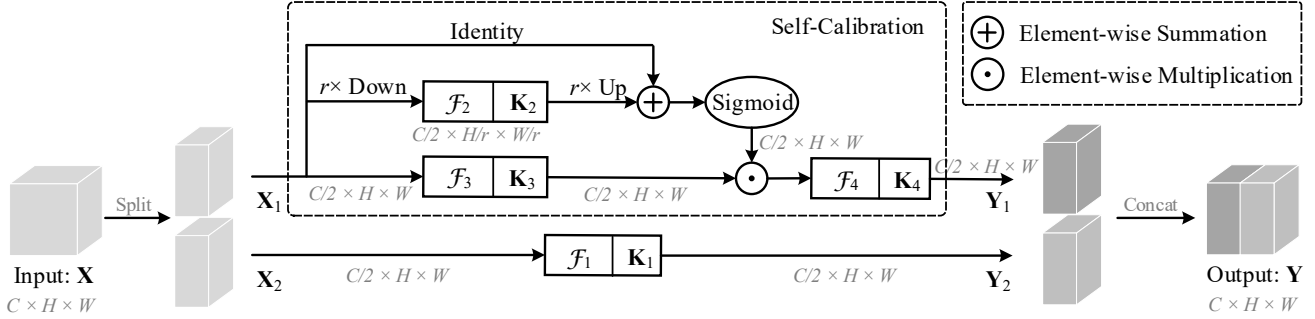 Self-Calibration
Identity
r× Down
ℱ2 K2
r× Up
+
Sigmoid
C/2 × H/r × W/r
C/2 × H × W
ℱ3 K3
ℱ4 K4
C/2 × H × W
C/2 × H × W
C/2 × H × W
X1
Y1
Split
Concat
ℱ1 K1
X2
C/2 × H × W
C/2 × H × W
Y2
Input: X
C × H × W
Output: Y
C × H × W
+ Element-wise Summation
· Element-wise Multiplication